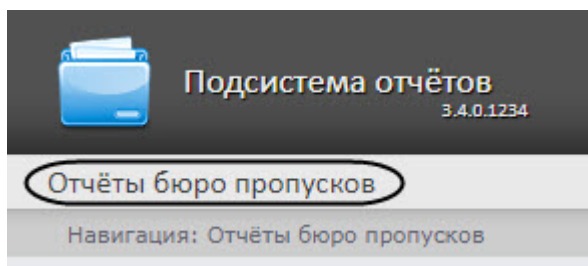 Подсистема отчётов
3.4.0.1234
Отчёты бюро пропусков
Навигация: Отчёты бюро пропусков